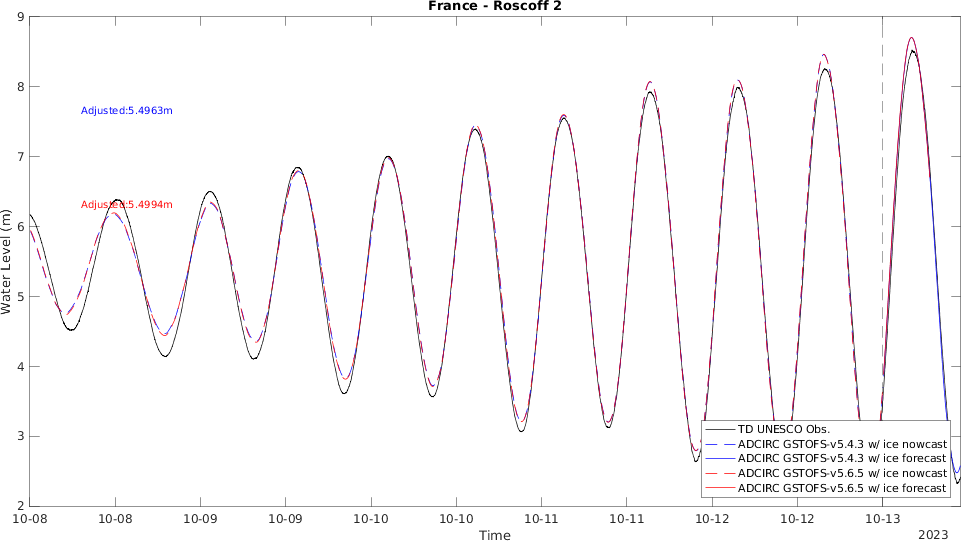 France - Roscoff 2
9
8
7
6
5
4
3
2
Water Level (m)
Adjusted:5.4963m
Adjusted:5.4994m
TD UNESCO Obs.
ADCIRC GSTOFS-v5.4.3 w/ ice nowcast
ADCIRC GSTOFS-v5.4.3 w/ ice forecast
ADCIRC GSTOFS-v5.6.5 w/ ice nowcast
ADCIRC GSTOFS-v5.6.5 w/ ice forecast
10-08 10-08 10-09 10-09 10-10 10-10 10-11 10-11 10-12 10-12 10-13
Time
2023